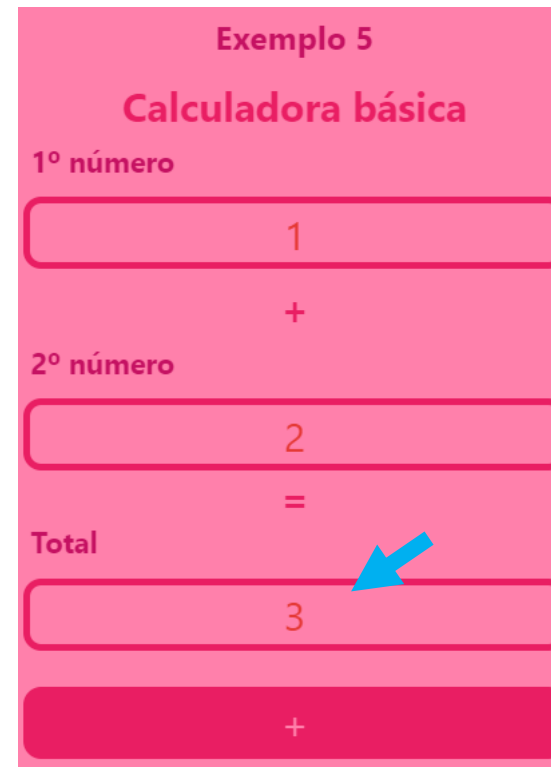 Exemplo 5
Calculadora básica
1º número
1
+
2º número
2
=
Total
3
+